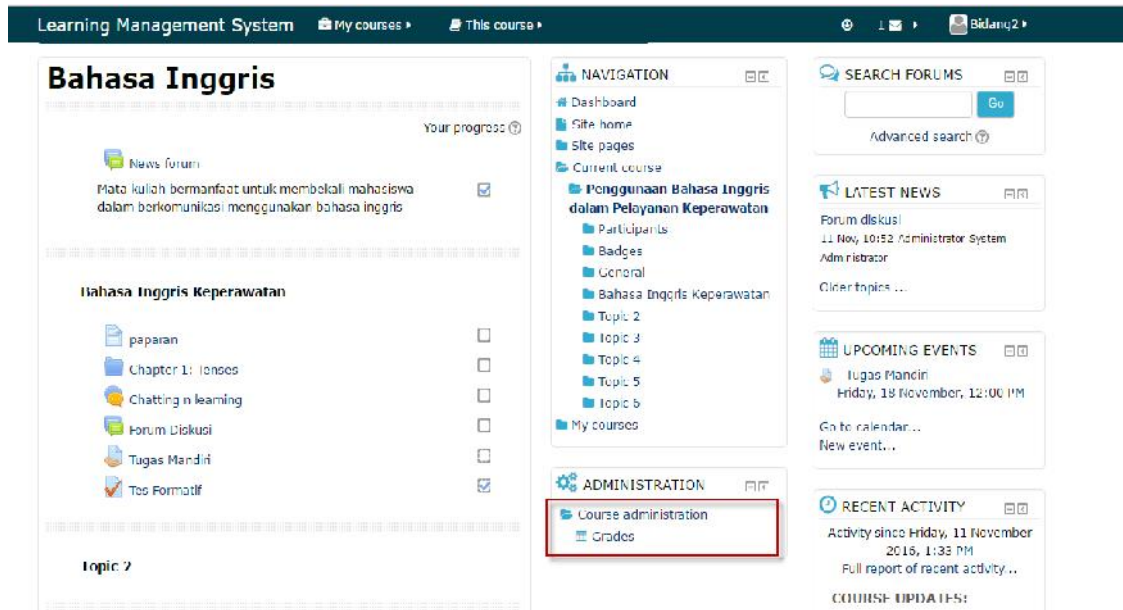 Learning Management System My courses This course 1 Bidang2
Bahasa Inggris
Your progress
News forum
Mata kuliah bermanfaat untuk membekali mahasiswa
dalam berkomunikasi menggunakan bahasa inggris
Bahasa Inggris Keperawatan
paparan
Chapter 1: Tenses
Chatting n learning
Forum Diskusi
Tugas Mandiri
Tes Formatif
Topic 2
NAVIGATION
Dashboard
Site home
Site pages
Current course
Penggunaan Bahasa Inggris
dalam Pelayanan Keperawatan
Participants
Badges
General
Bahasa Inggris Keperawatan
Topic 2
Topic 3
Topic 4
Topic 5
Topic 6
My courses
ADMINISTRATION
Course administration
Grades
SEARCH FORUMS
Go
Advanced search
LATEST NEWS
Forum diskusi
11 Nov, 10:52 Administrator System
Administrator
Older topics ...
UPCOMING EVENTS
Tugas Mandiri
Friday, 18 November, 12:00 PM
Go to calendar...
New event...
RECENT ACTIVITY
Activity since Friday, 11 November
2016, 1:33 PM
Full report of recent activity...
COURSE UPDATES: